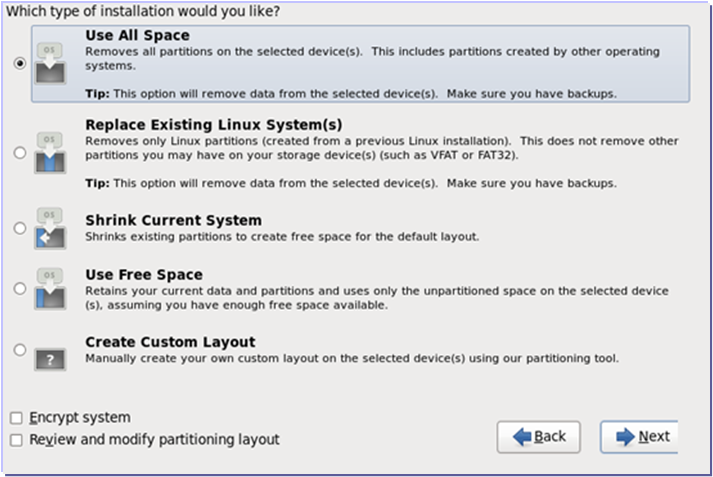 Which type of installation would you like?
OS
Use All Space
Removes all partitions on the selected device(s).  This includes partitions created by other operating
systems.
Tip: This option will remove data from the selected device(s).  Make sure you have backups.
OS
Replace Existing Linux System(s)
Removes only Linux partitions (created from a previous Linux installation).  This does not remove other
partitions you may have on your storage device(s) (such as VFAT or FAT32).
Tip: This option will remove data from the selected device(s).  Make sure you have backups.
OS
Shrink Current System
Shrinks existing partitions to create free space for the default layout.
OS
Use Free Space
Retains your current data and partitions and uses only the unpartitioned space on the selected device
(s), assuming you have enough free space available.
?
Create Custom Layout
Manually create your own custom layout on the selected device(s) using our partitioning tool.
Encrypt system
Review and modify partitioning layout
Back
Next